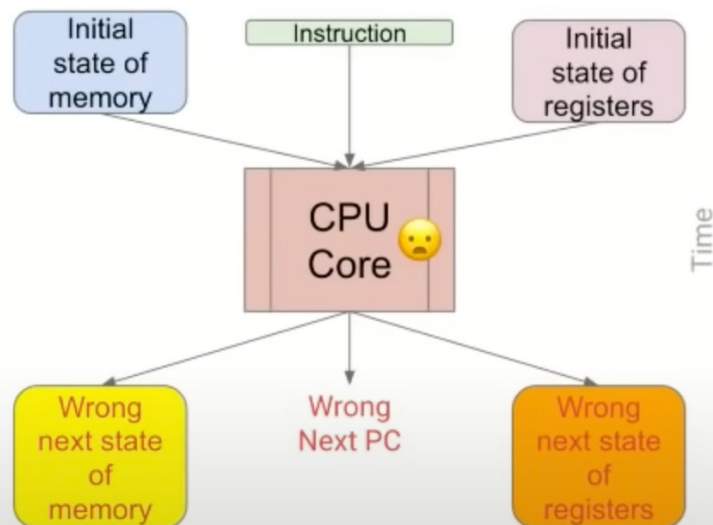 Initial
state of
memory
Instruction
Initial
state of
registers
CPU
Core
Time
Wrong
next state
of
memory
Wrong
Next PC
Wrong
next state
of
registers